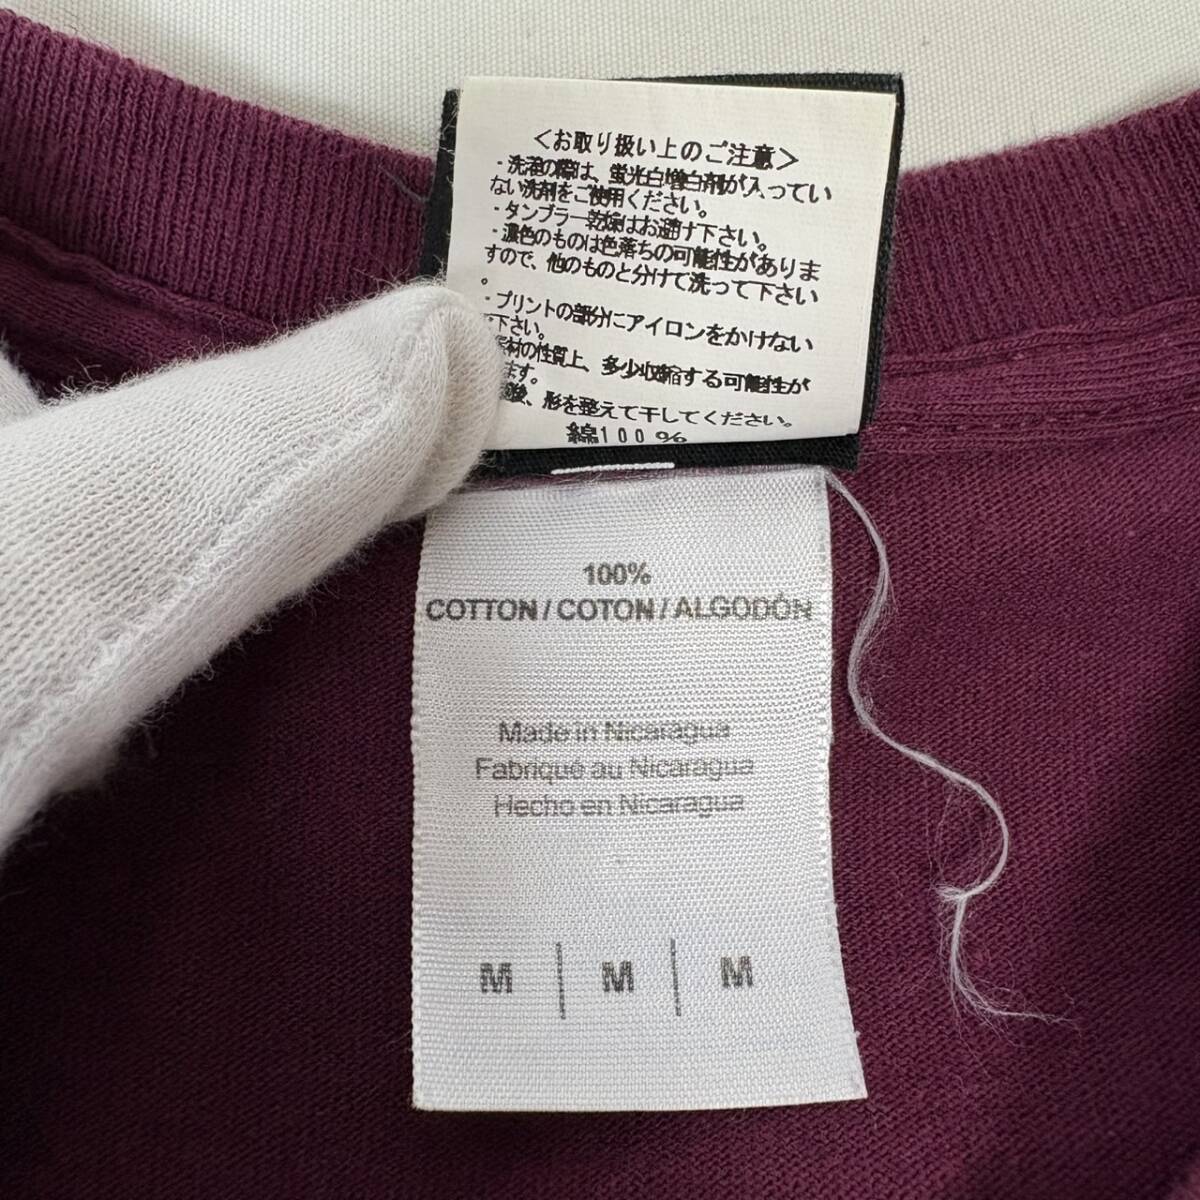 <お取り扱い上のご注意>
・洗濯の際は、蛍光白増白剤が入ってい
ない洗剤をご使用ください。
・タンブラー乾燥はお避け下さい。
・濃色のものは色落ちの可能性がありま
すので、他のものと分けて洗って下さい
。
・プリントの部分にアイロンをかけない
下さい。
材の性質上、多少収縮する可能性が
ます。
後、形を整えて干してください。
綿100%
100%
COTTON/COTON/ALGODÓN
Made in Nicaragua
Fabriqué au Nicaragua
Hecho en Nicaragua
M | M | M